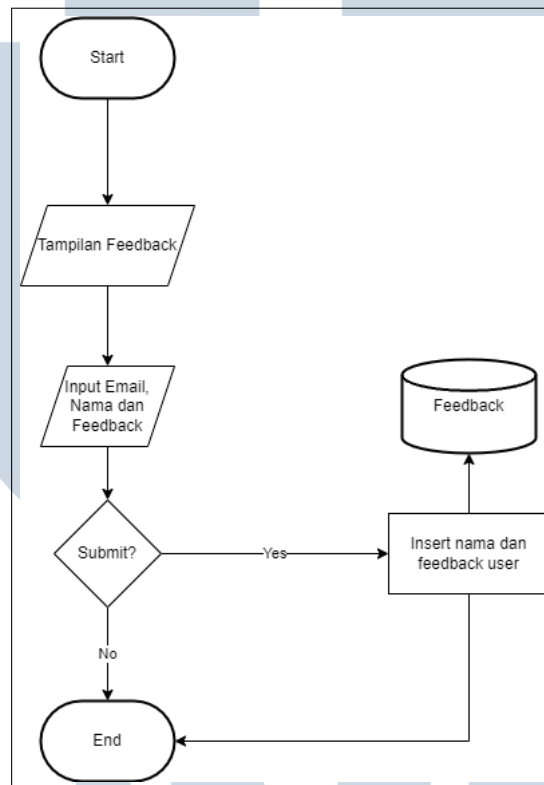 Start
Tampilan Feedback
Input Email,
Nama dan
Feedback
Feedback
Submit?
Yes
Insert nama dan
feedback user
No
End